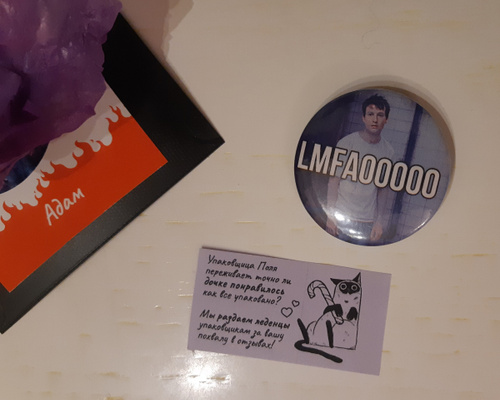 LMFAOOOOO
Адам
Упаковщица Поля
переживает точно ли
дочке понравилось
как все упаковано?
Мы раздаем леденцы
упаковщикам за вашу
похвалу в отзывах!